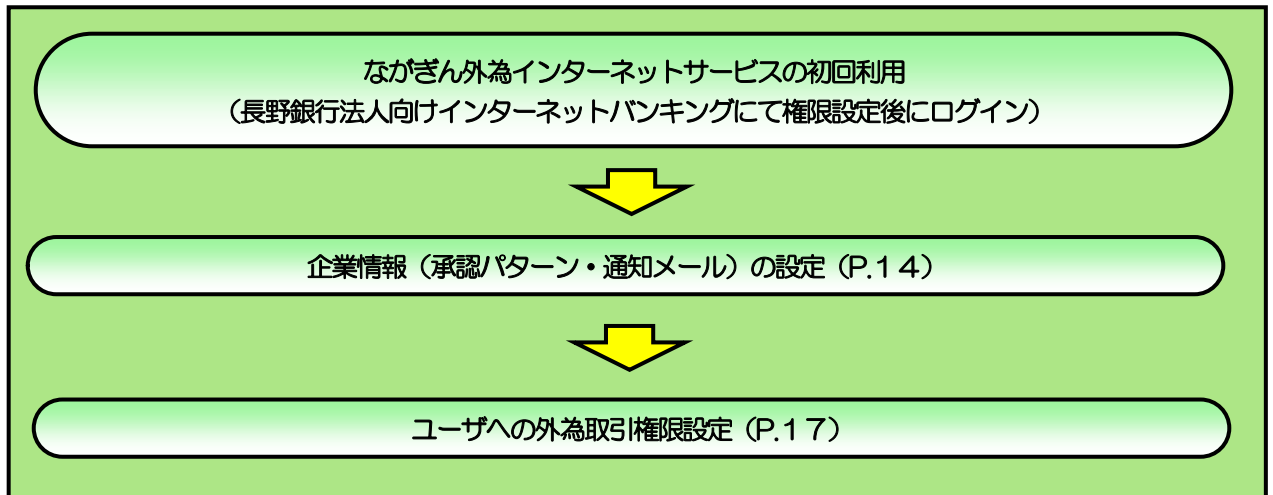 ながぎん外為インターネットサービスの初回利用
（長野銀行法人向けインターネットバンキングにて権限設定後にログイン）
企業情報（承認パターン・通知メール）の設定（P.１４）
ユーザへの外為取引権限設定（P.１７）